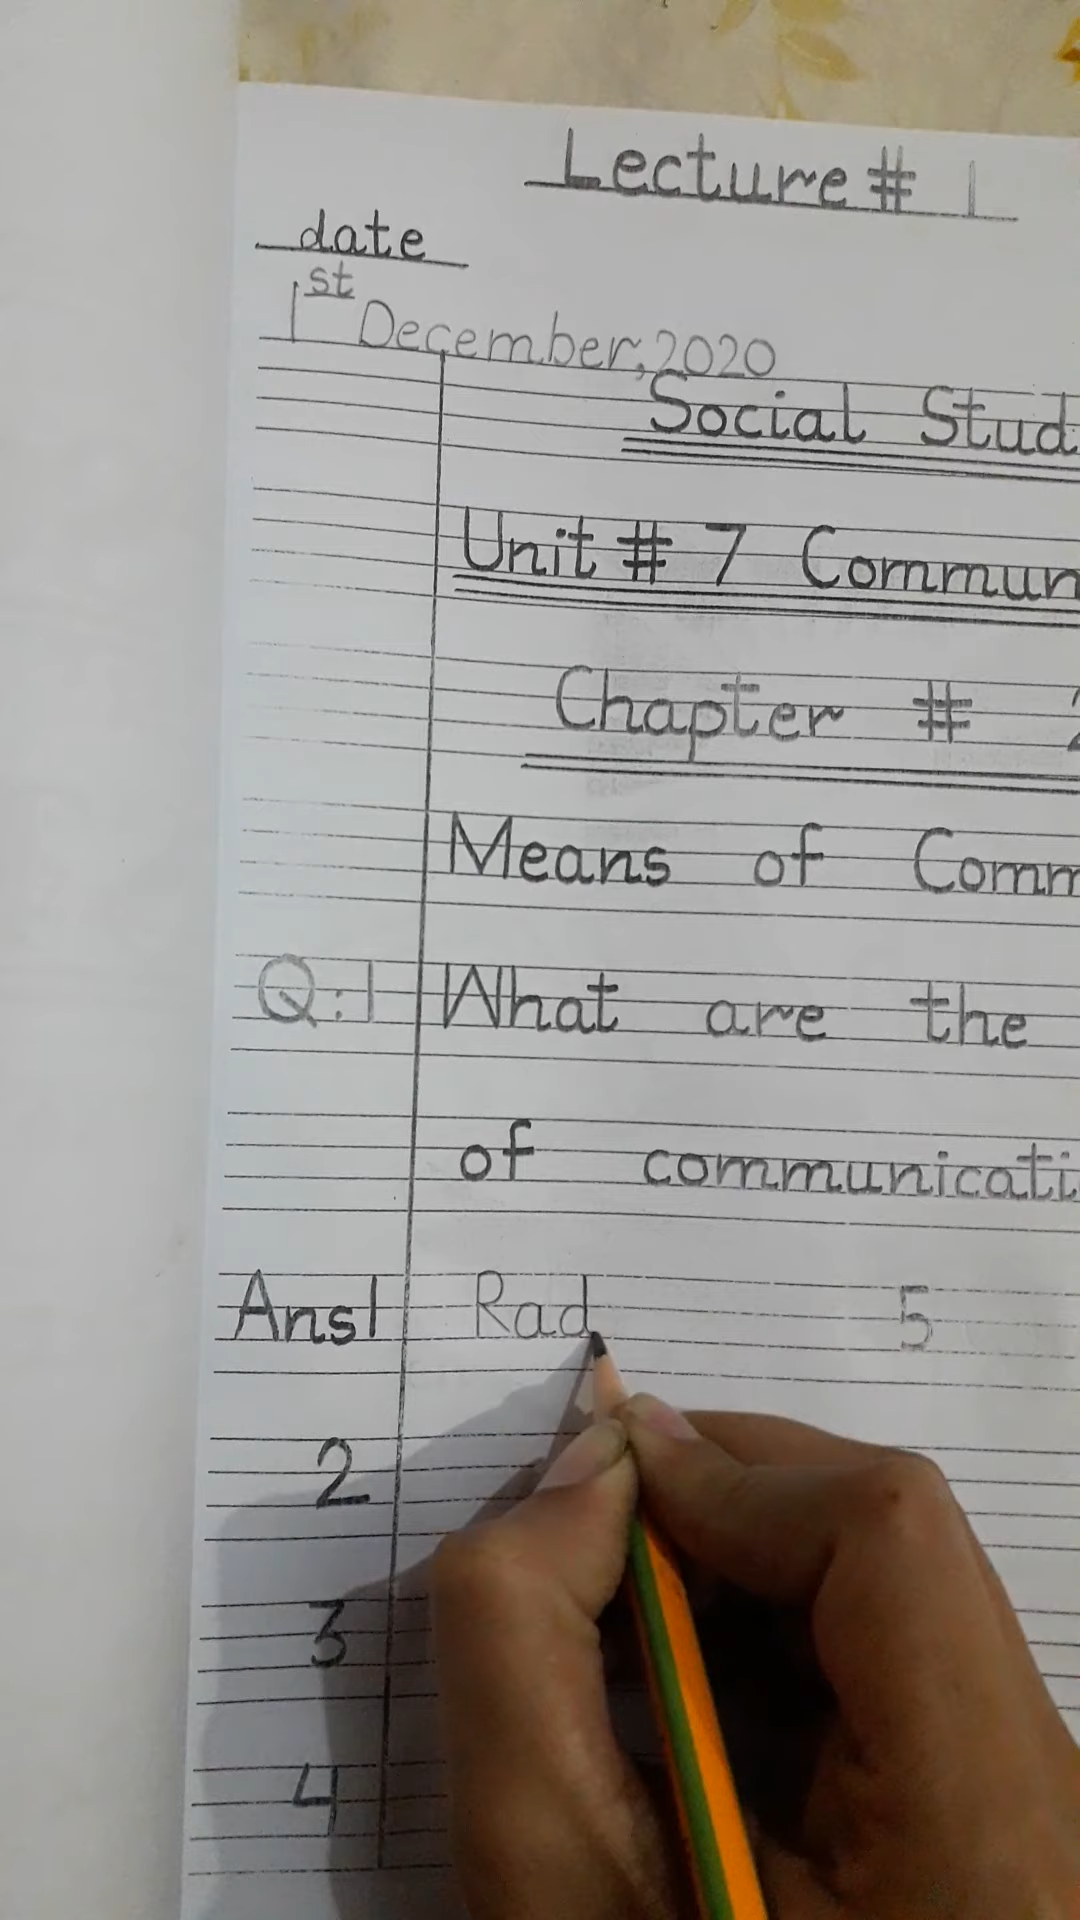 Lecture # 1
date
1st December, 2020
Social Stud
Unit # 7 Commun
Chapter # 2
Means of Comm
Q:1 What are the
of communicati
Ans1 Rad 5
2
3
4